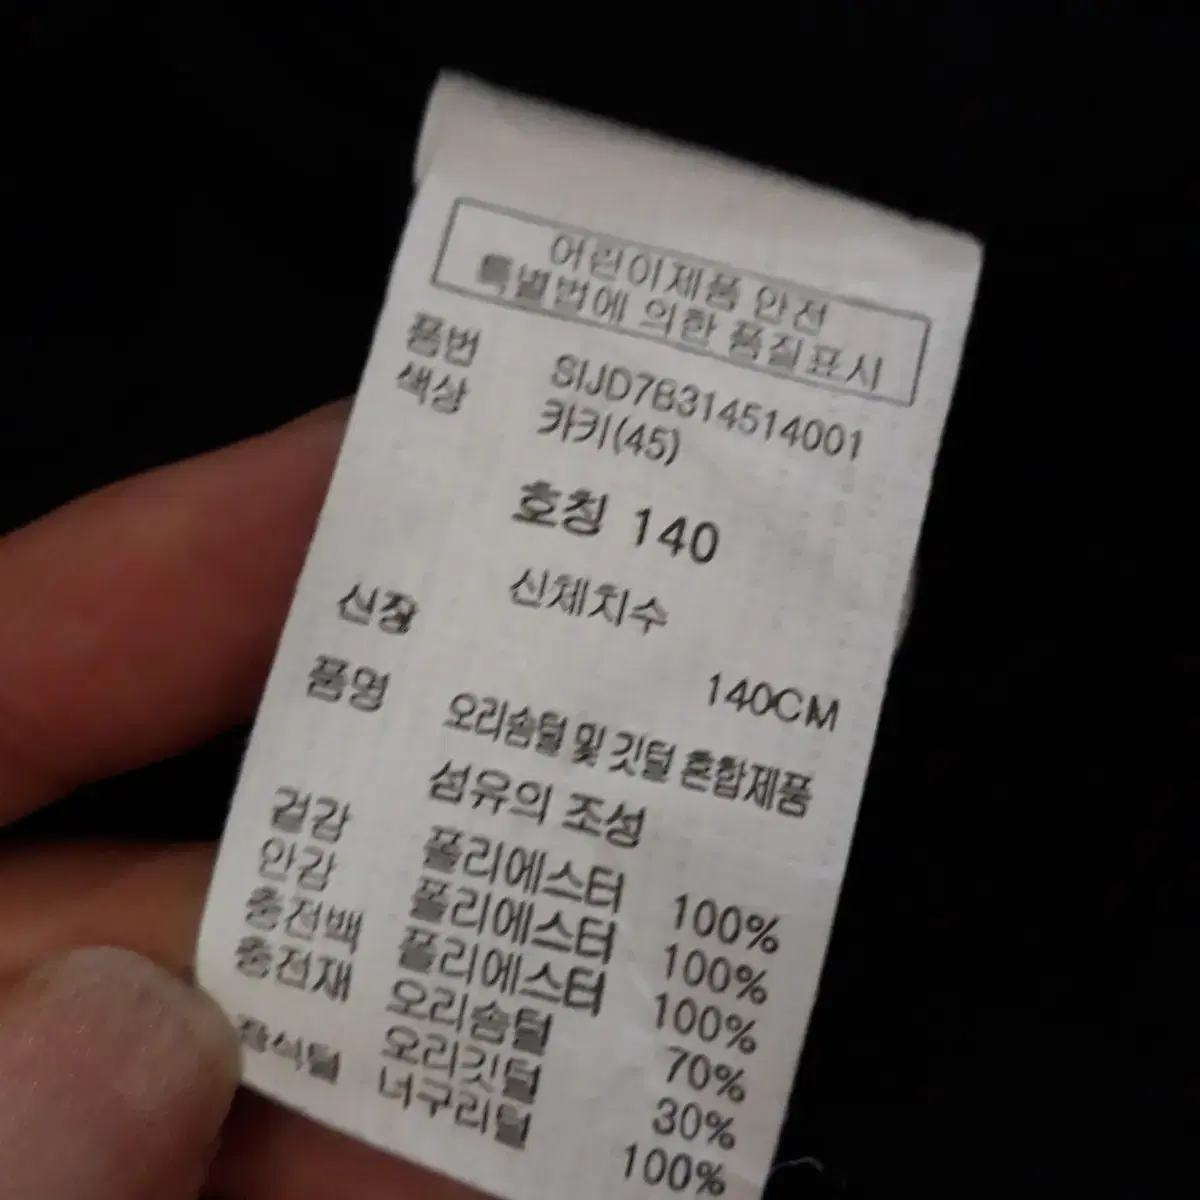 어린이제품 안전
특별법에 의한 품질표시
품번 SIJD7B314514001
색상 카키(45)
호칭 140
신체치수
신장 140CM
품명 오리솜털 및 깃털 혼합제품
섬유의 조성
겉감 폴리에스터 100%
안감 폴리에스터 100%
충전백 폴리에스터 100%
충전재 오리솜털 70%
오리깃털 30%
장식털 너구리털 100%